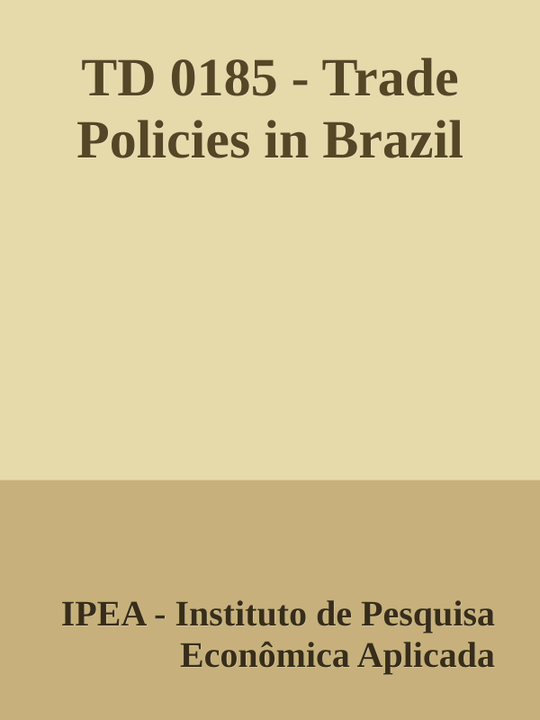 TD 0185 - Trade
Policies in Brazil
IPEA - Instituto de Pesquisa
Econômica Aplicada